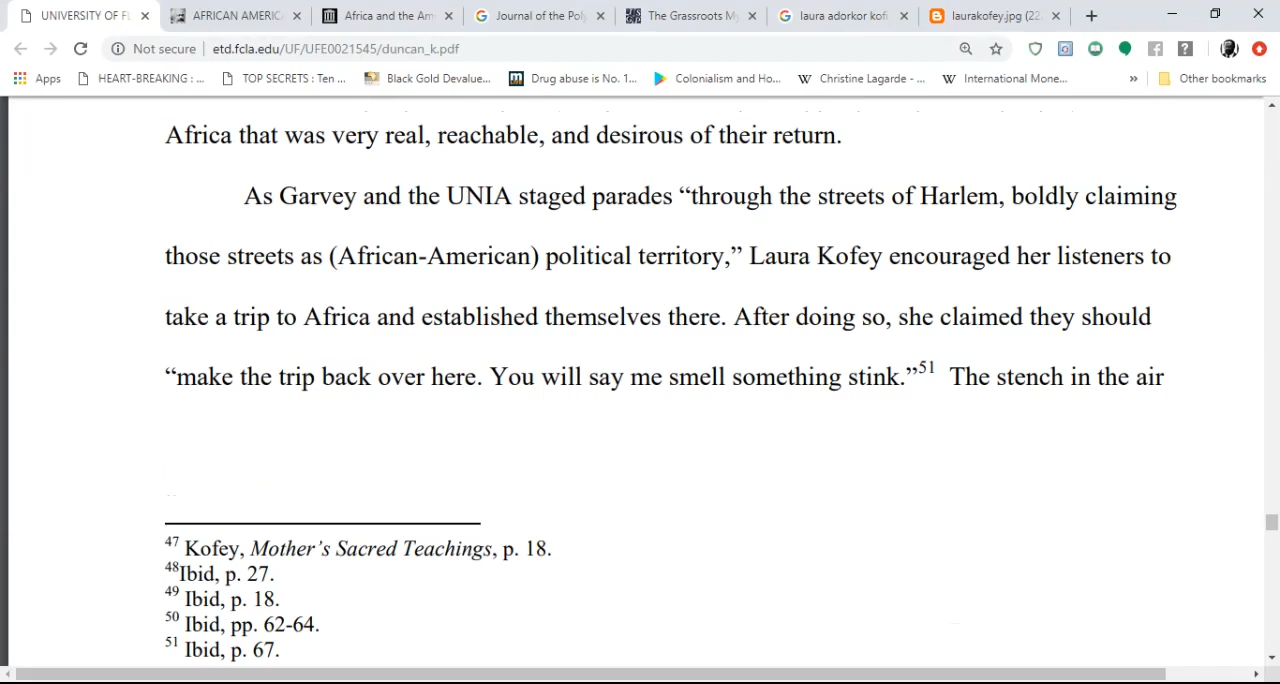 UNIVERSITY OF FL
AFRICAN AMERIC
Africa and the Am
Journal of the Pol
The Grassroots M
laura adorkor kofi
laurakofey.jpg (22
Not secure | etd.fcla.edu/UF/UFE0021545/duncan_k.pdf
Apps
HEART-BREAKING : ...
TOP SECRETS : Ten ...
Black Gold Devalue...
Drug abuse is No. 1...
Colonialism and Ho...
Christine Lagarde - ...
International Mone...
»
Other bookmarks
Africa that was very real, reachable, and desirous of their return.
As Garvey and the UNIA staged parades “through the streets of Harlem, boldly claiming
those streets as (African-American) political territory,” Laura Kofey encouraged her listeners to
take a trip to Africa and established themselves there. After doing so, she claimed they should
“make the trip back over here. You will say me smell something stink.”51 The stench in the air
47 Kofey, Mother’s Sacred Teachings, p. 18.
48Ibid, p. 27.
49 Ibid, p. 18.
50 Ibid, pp. 62-64.
51 Ibid, p. 67.